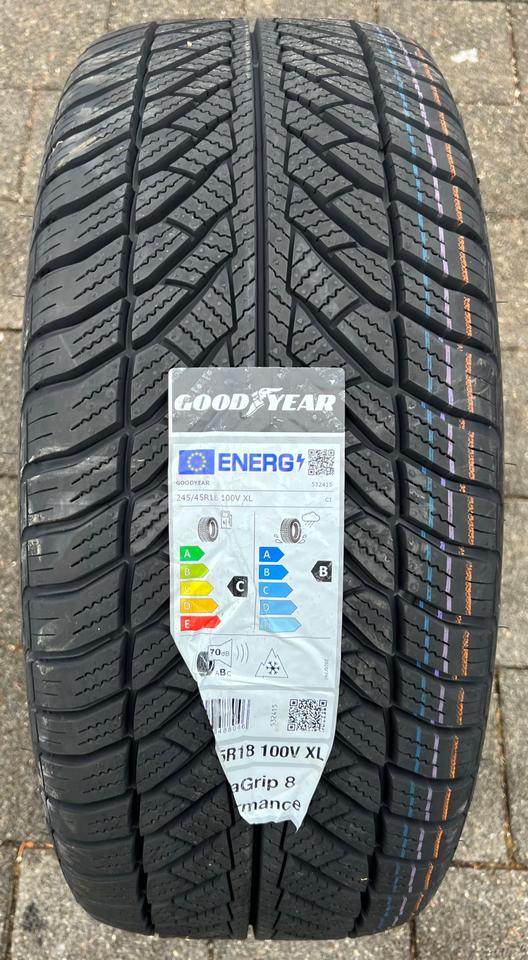 GOODYEAR
ENERG
GOODYEAR 532415
245/45R18 100V XL C1
A A
B B B
C C C
D D
E E
70dB
ABC
532415
5R18 100V XL
aGrip 8
rmance